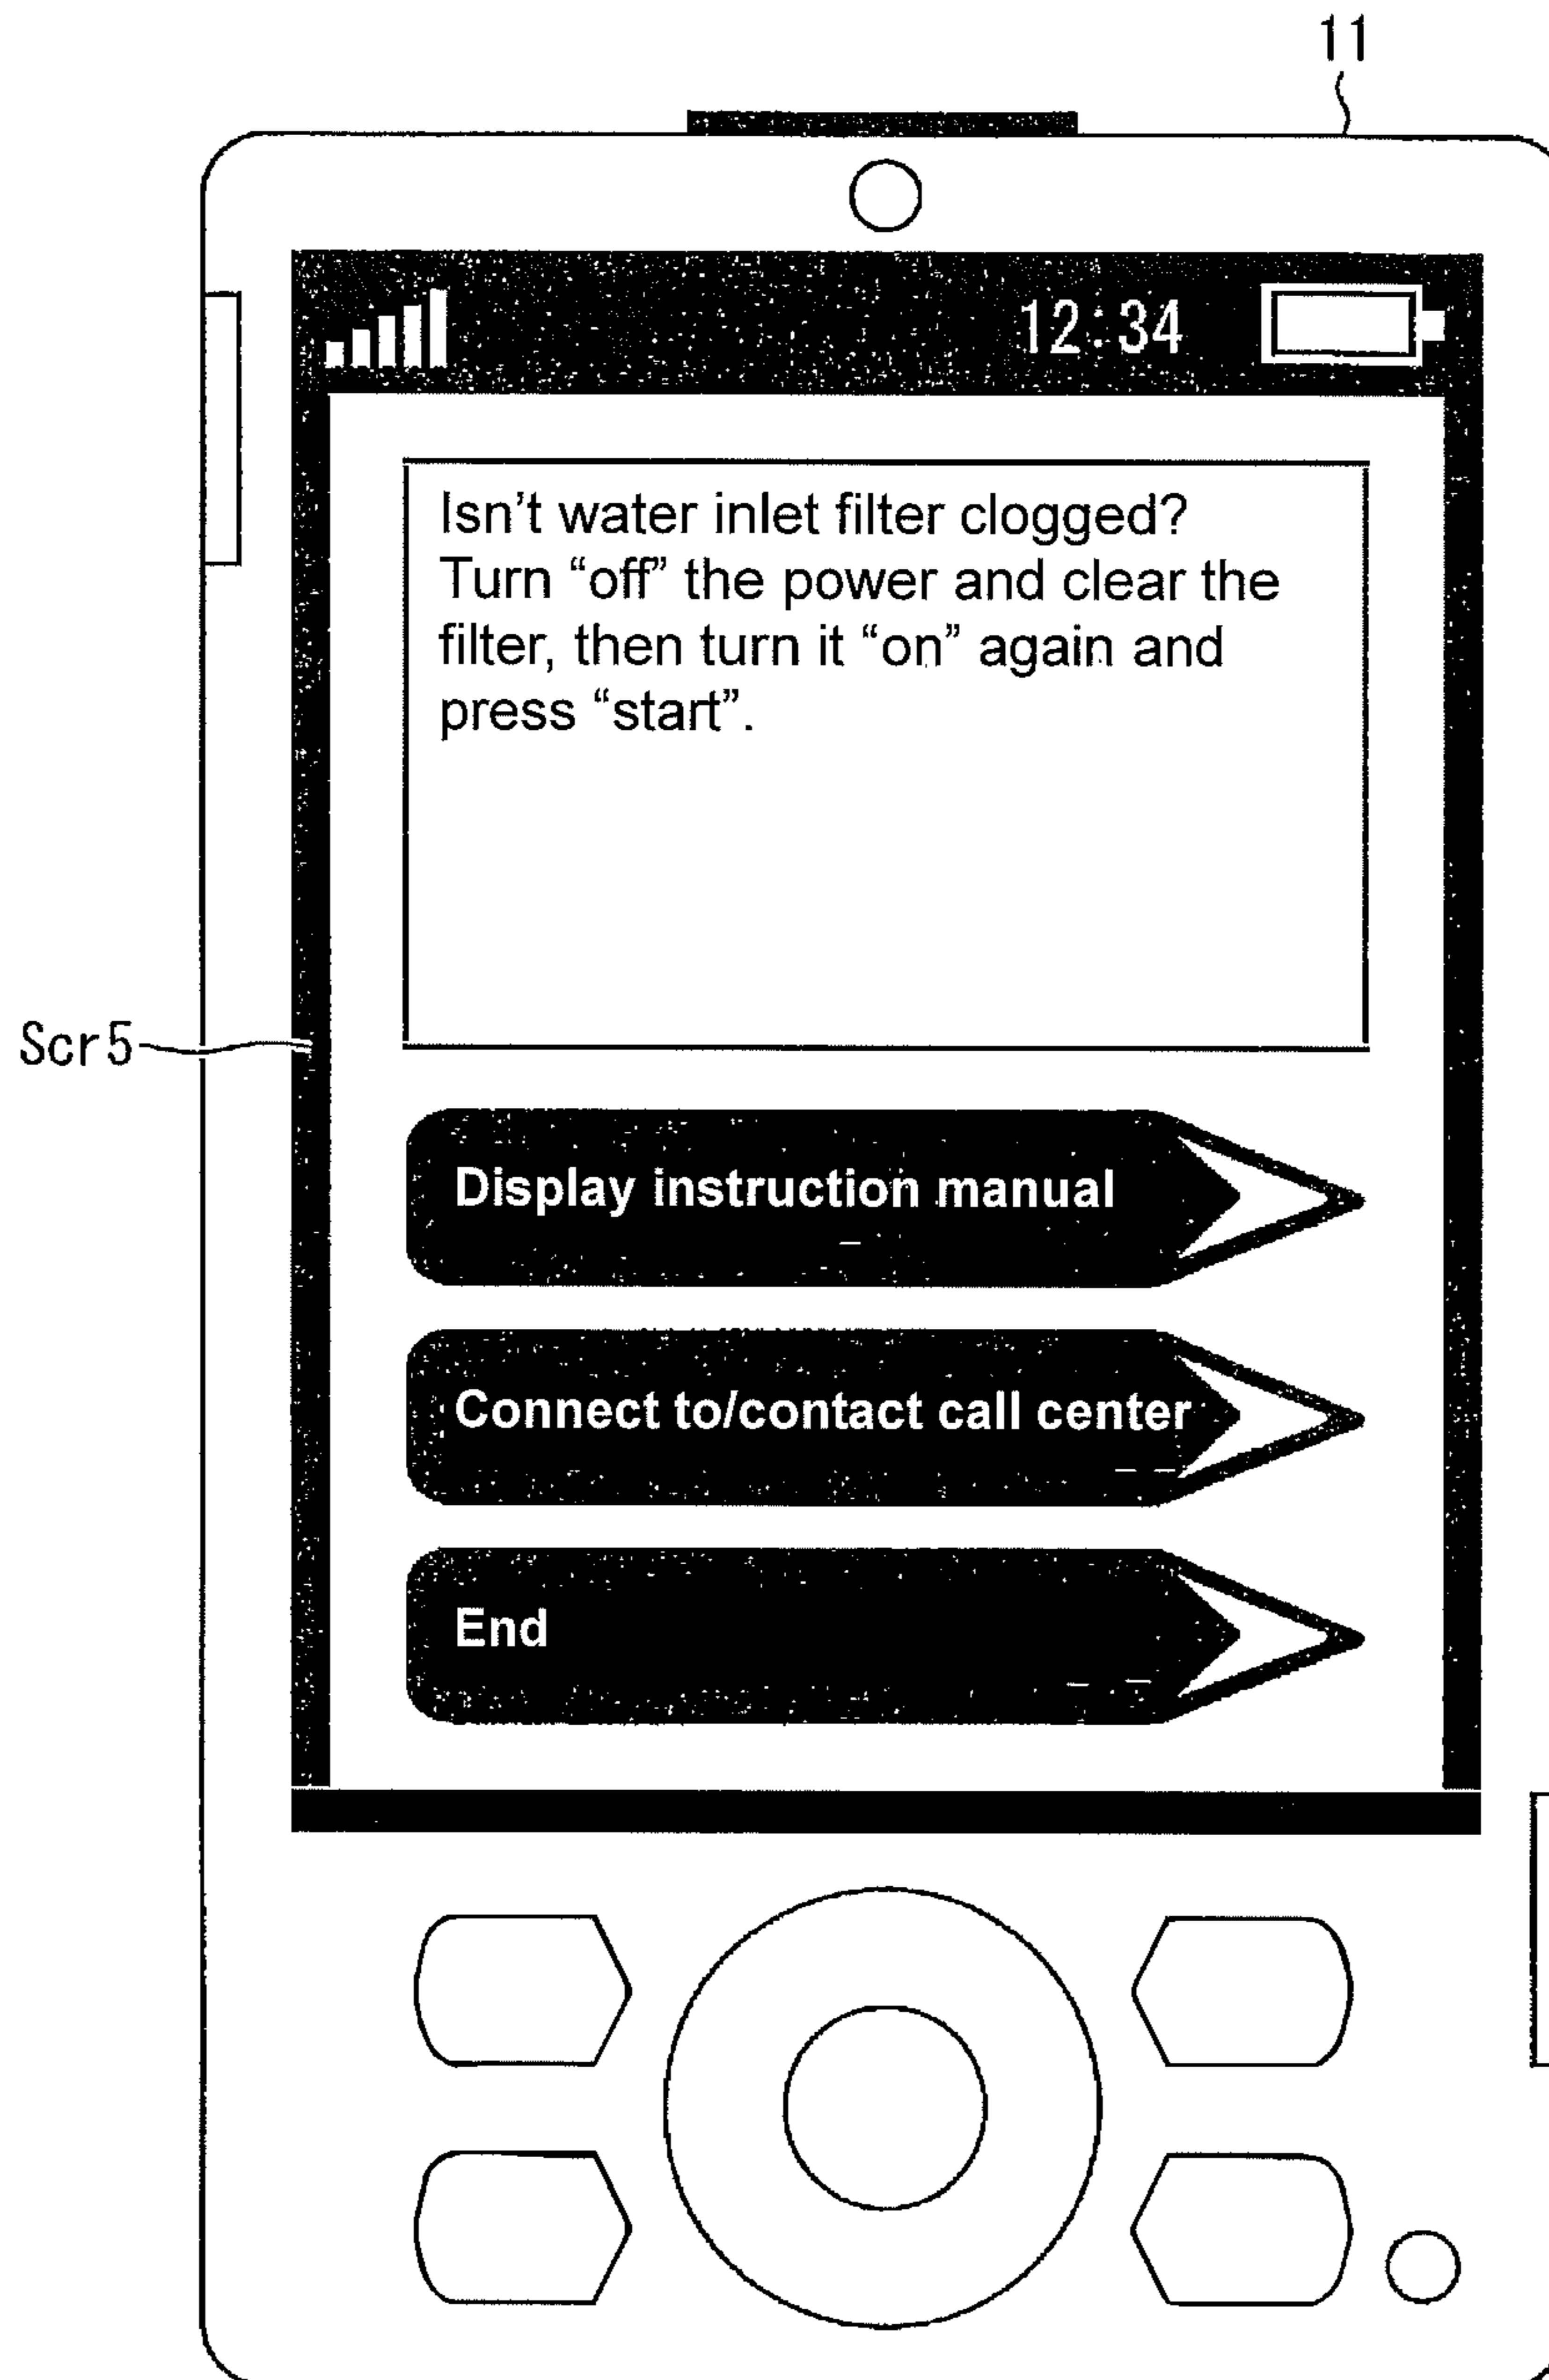 11
12:34
Isn't water inlet filter clogged?
Turn “off” the power and clear the
filter, then turn it “on” again and
press “start”.
Scr5
Display instruction manual
Connect to/contact call center
End